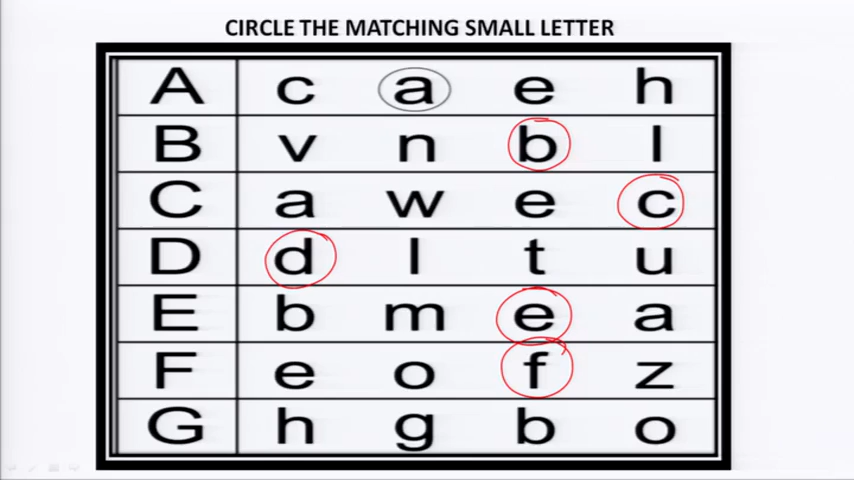 CIRCLE THE MATCHING SMALL LETTER
A c a e h
B v n b l
C a w e c
D d l t u
E b m e a
F e o f z
G h g b o